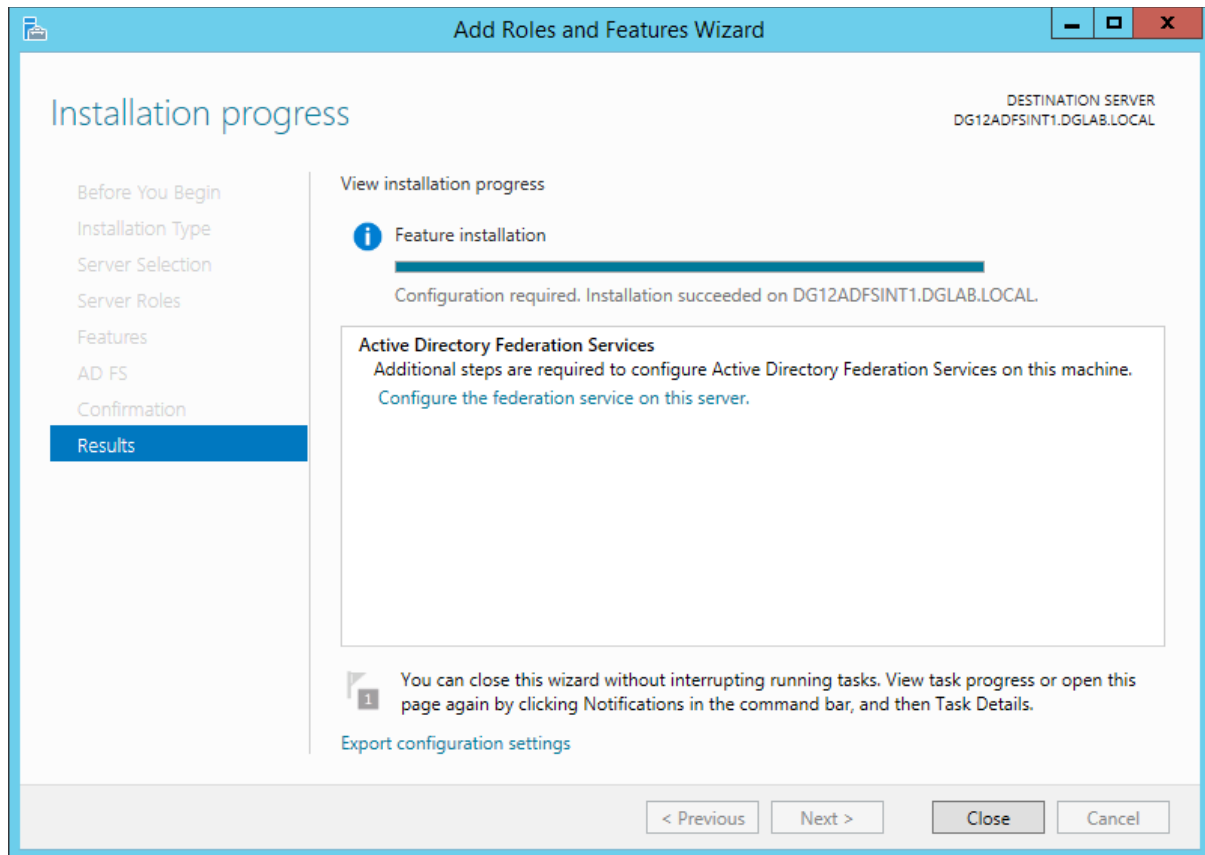 Add Roles and Features Wizard
Installation progress
DESTINATION SERVER
DG12ADFSINT1.DGLAB.LOCAL
Before You Begin
Installation Type
Server Selection
Server Roles
Features
AD FS
Confirmation
Results
View installation progress
i
Feature installation
Configuration required. Installation succeeded on DG12ADFSINT1.DGLAB.LOCAL.
Active Directory Federation Services
Additional steps are required to configure Active Directory Federation Services on this machine.
Configure the federation service on this server.
1
You can close this wizard without interrupting running tasks. View task progress or open this
page again by clicking Notifications in the command bar, and then Task Details.
Export configuration settings
< Previous
Next >
Close
Cancel